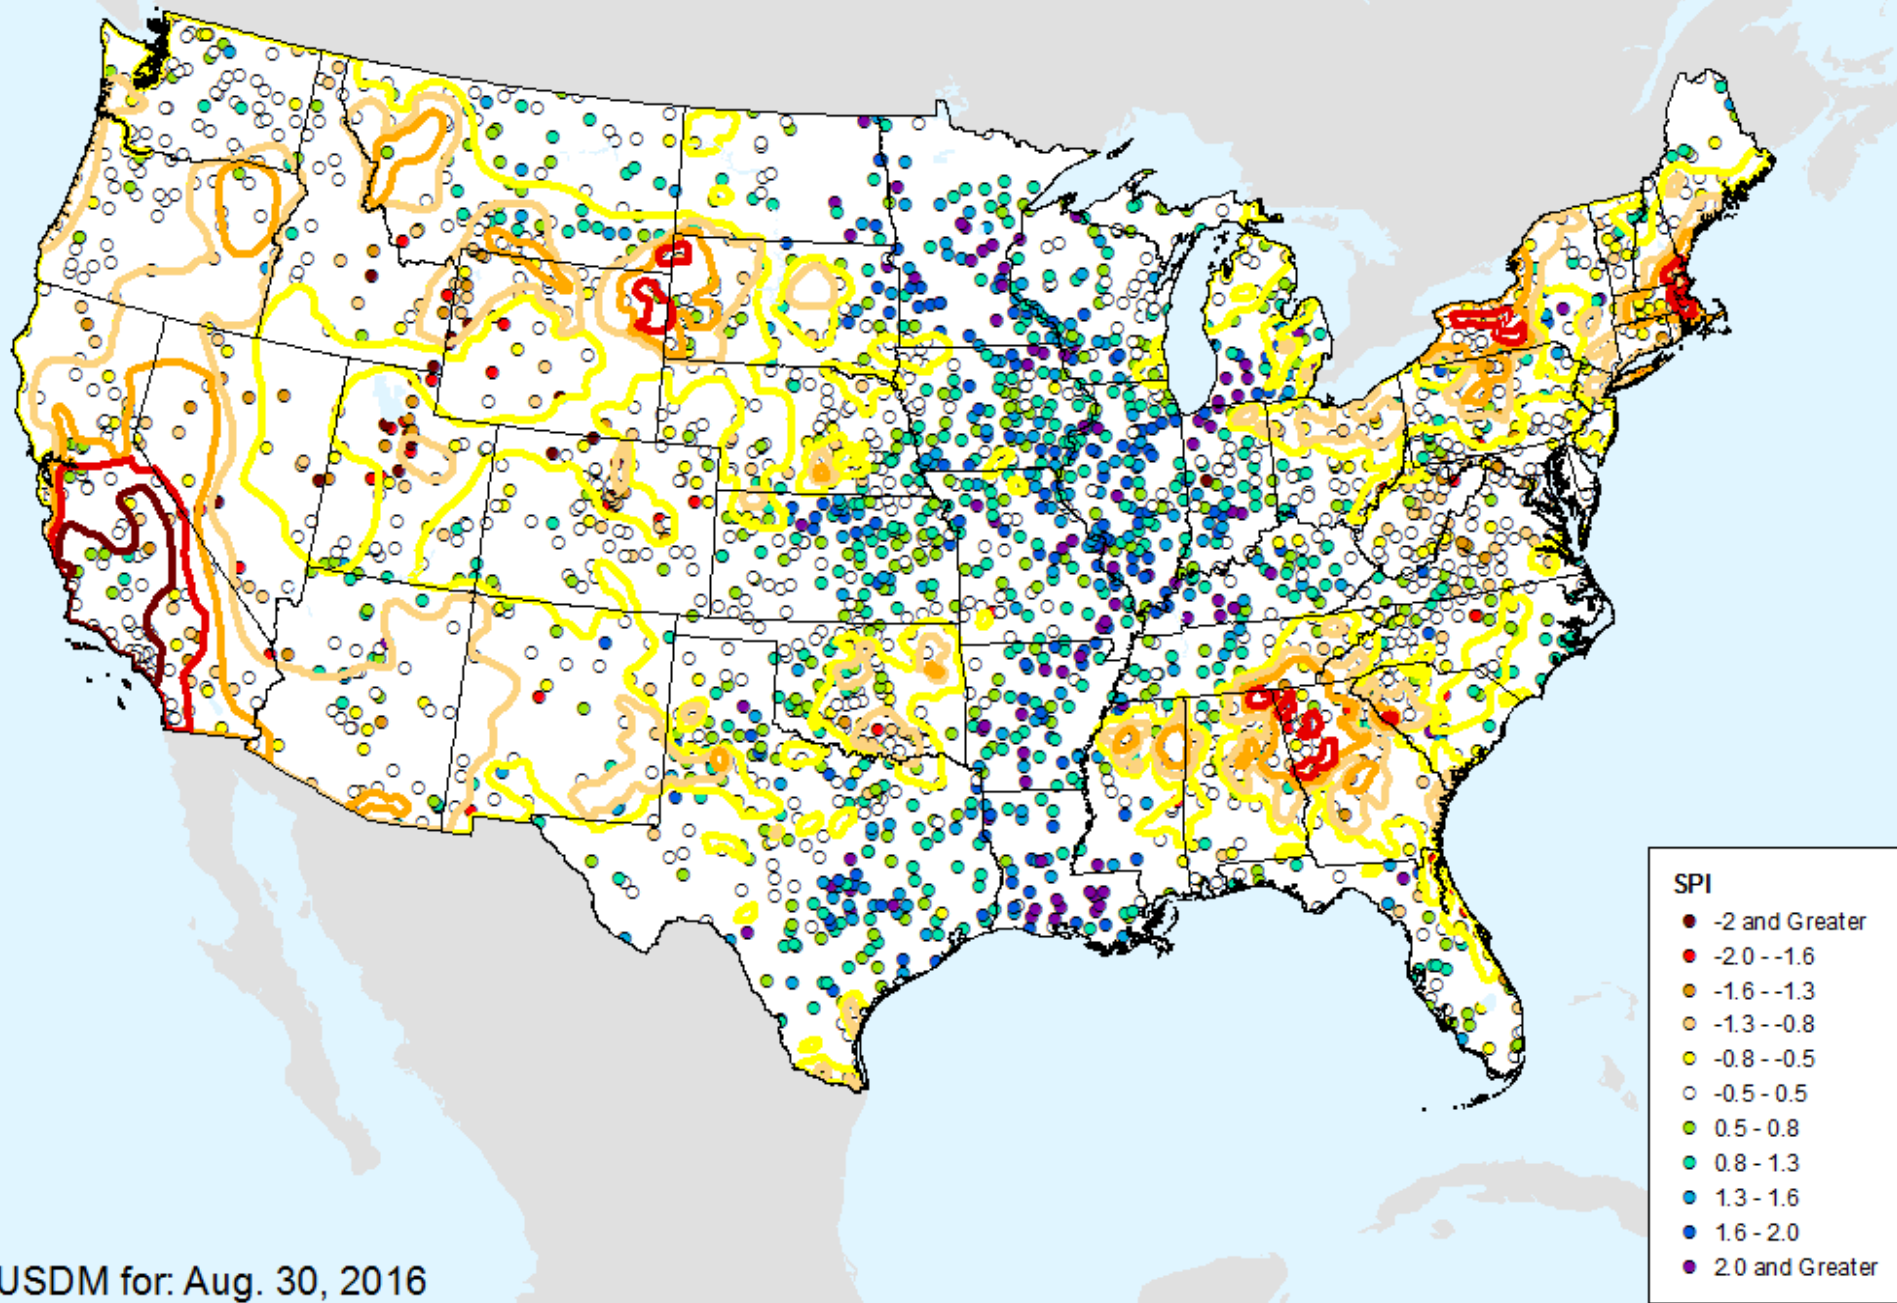 SPI
-2 and Greater
-2.0 - -1.6
-1.6 - -1.3
-1.3 - -0.8
-0.8 - -0.5
-0.5 - 0.5
0.5 - 0.8
0.8 - 1.3
1.3 - 1.6
1.6 - 2.0
2.0 and Greater
USDM for: Aug. 30, 2016